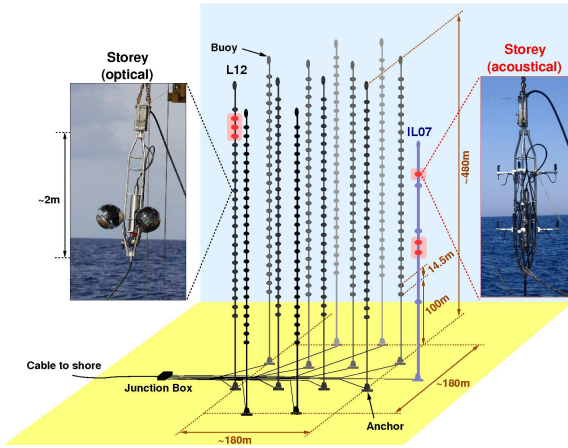 Storey
(optical)
Buoy
L12
Storey
(acoustical)
IL07
~2m
~480m
14.5m
100m
Cable to shore
Junction Box
~180m
~180m
Anchor